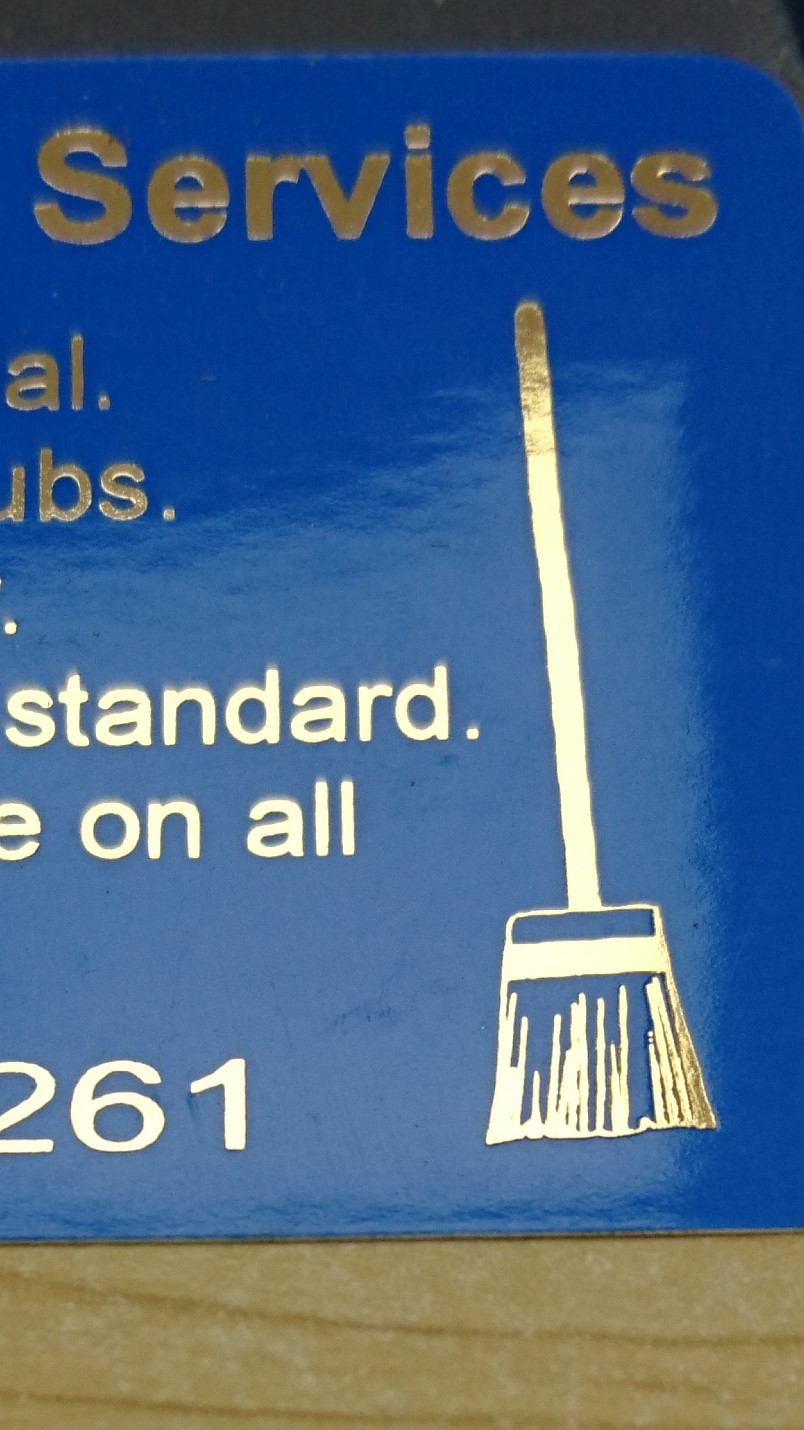 Services
al.
ubs.
.
standard.
e on all
261